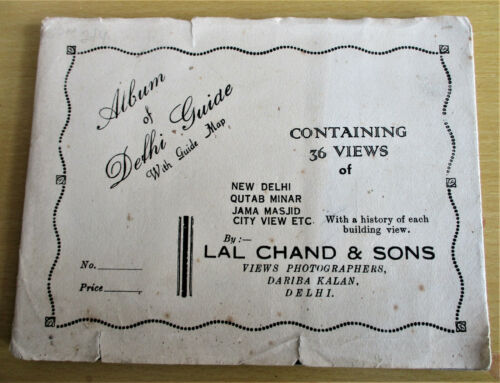 Album
of
Delhi Guide
With Guide Map
CONTAINING
36 VIEWS
of
NEW DELHI
QUTAB MINAR
JAMA MASJID
CITY VIEW ETC.
With a history of each
building view.
By:—
LAL CHAND & SONS
VIEWS PHOTOGRAPHERS,
DARIBA KALAN,
DELHI.
No.
Price